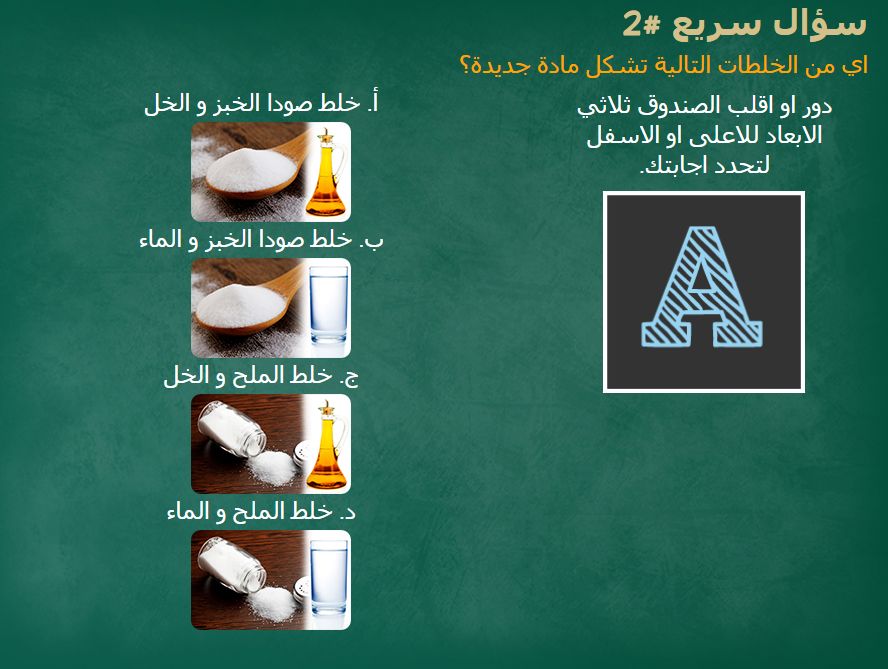 سؤال سريع #2
اي من الخلطات التالية تشكل مادة جديدة؟
دور او اقلب الصندوق ثلاثي
الابعاد للاعلى او الاسفل
لتحدد اجابتك.
A
أ. خلط صودا الخبز و الخل
ب. خلط صودا الخبز و الماء
ج. خلط الملح و الخل
د. خلط الملح و الماء